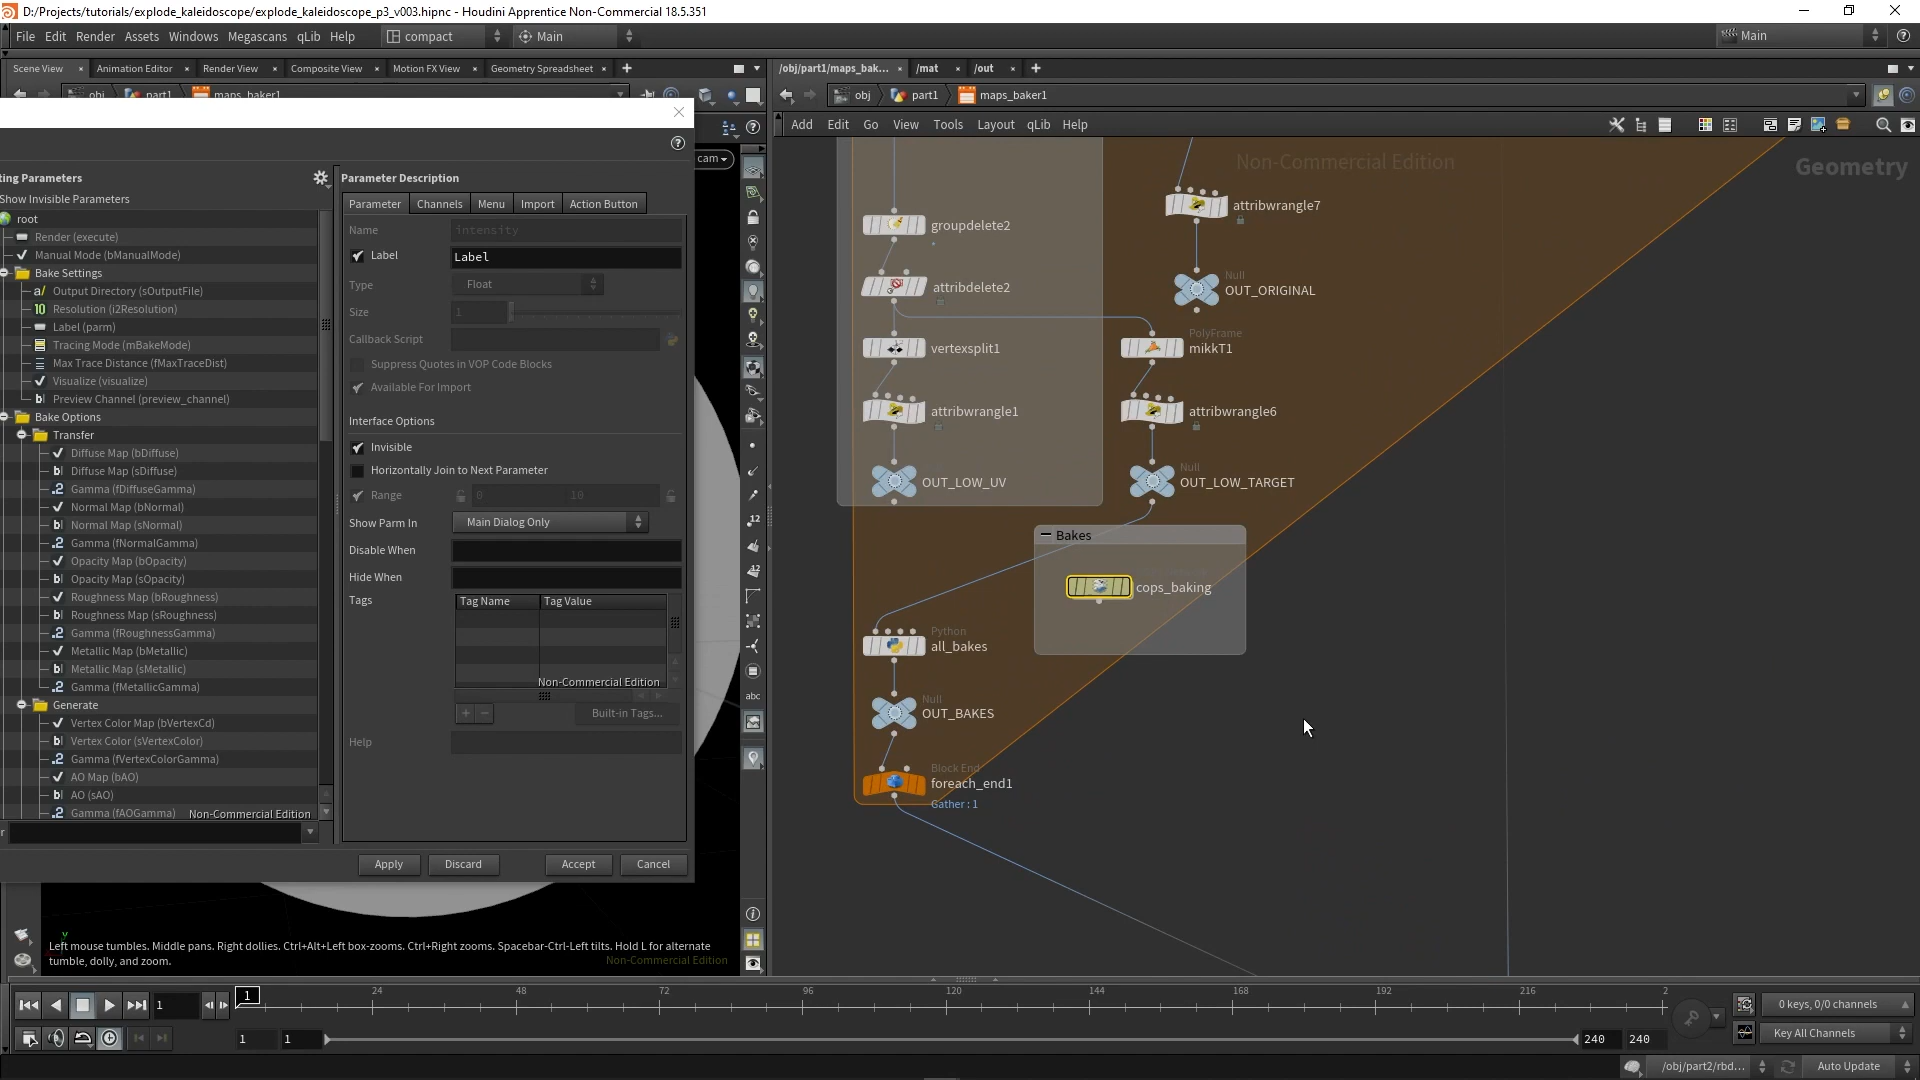 D:/Projects/tutorials/explode_kaleidoscope/explode_kaleidoscope_p3_v003.hipnc - Houdini Apprentice Non-Commercial 18.5.351
File Edit Render Assets Windows Megascans qLib Help compact Main Main
Scene View Animation Editor Render View Composite View Motion FX View Geometry Spreadsheet
/obj/part1/maps_bak... /mat /out
obj part1 maps_baker1
obj part1 maps_baker1
Add Edit Go View Tools Layout qLib Help
cam
Non-Commercial Edition
Geometry
ting Parameters
Show Invisible Parameters
root
Render (execute)
Manual Mode (bManualMode)
Bake Settings
Output Directory (sOutputFile)
Resolution (i2Resolution)
Label (parm)
Tracing Mode (mBakeMode)
Max Trace Distance (fMaxTraceDist)
Visualize (visualize)
Preview Channel (preview_channel)
Bake Options
Transfer
Diffuse Map (bDiffuse)
Diffuse Map (sDiffuse)
Gamma (fDiffuseGamma)
Normal Map (bNormal)
Normal Map (sNormal)
Gamma (fNormalGamma)
Opacity Map (bOpacity)
Opacity Map (sOpacity)
Roughness Map (bRoughness)
Roughness Map (sRoughness)
Gamma (fRoughnessGamma)
Metallic Map (bMetallic)
Metallic Map (sMetallic)
Gamma (fMetallicGamma)
Generate
Vertex Color Map (bVertexCd)
Vertex Color (sVertexColor)
Gamma (fVertexColorGamma)
AO Map (bAO)
AO (sAO)
Gamma (fAOGamma) Non-Commercial Edition
r
Parameter Description
Parameter Channels Menu Import Action Button
Name intensity
Label Label
Type Float
Size 1
Callback Script
Suppress Quotes in VOP Code Blocks
Available For Import
Interface Options
Invisible
Horizontally Join to Next Parameter
Range 0 10
Show Parm In Main Dialog Only
Disable When
Hide When
Tags Tag Name Tag Value
Non-Commercial Edition
+ - Built-in Tags...
Help
Apply Discard Accept Cancel
12
12
abc
groupdelete2
attribdelete2
vertexsplit1
attribwrangle1
OUT_LOW_UV
attribwrangle7
Null
OUT_ORIGINAL
PolyFrame
mikkT1
attribwrangle6
Null
OUT_LOW_TARGET
Bakes
cops_baking
Python
all_bakes
Null
OUT_BAKES
Block End
foreach_end1
Gather : 1
y
Left mouse tumbles. Middle pans. Right dollies. Ctrl+Alt+Left box-zooms. Ctrl+Right zooms. Spacebar-Ctrl-Left tilts. Hold L for alternate
tumble, dolly, and zoom.
Non-Commercial Edition
1 1 24 48 72 96 120 144 168 192 216 2
0 keys, 0/0 channels
1 1 240 240 Key All Channels
/obj/part2/rbd... Auto Update